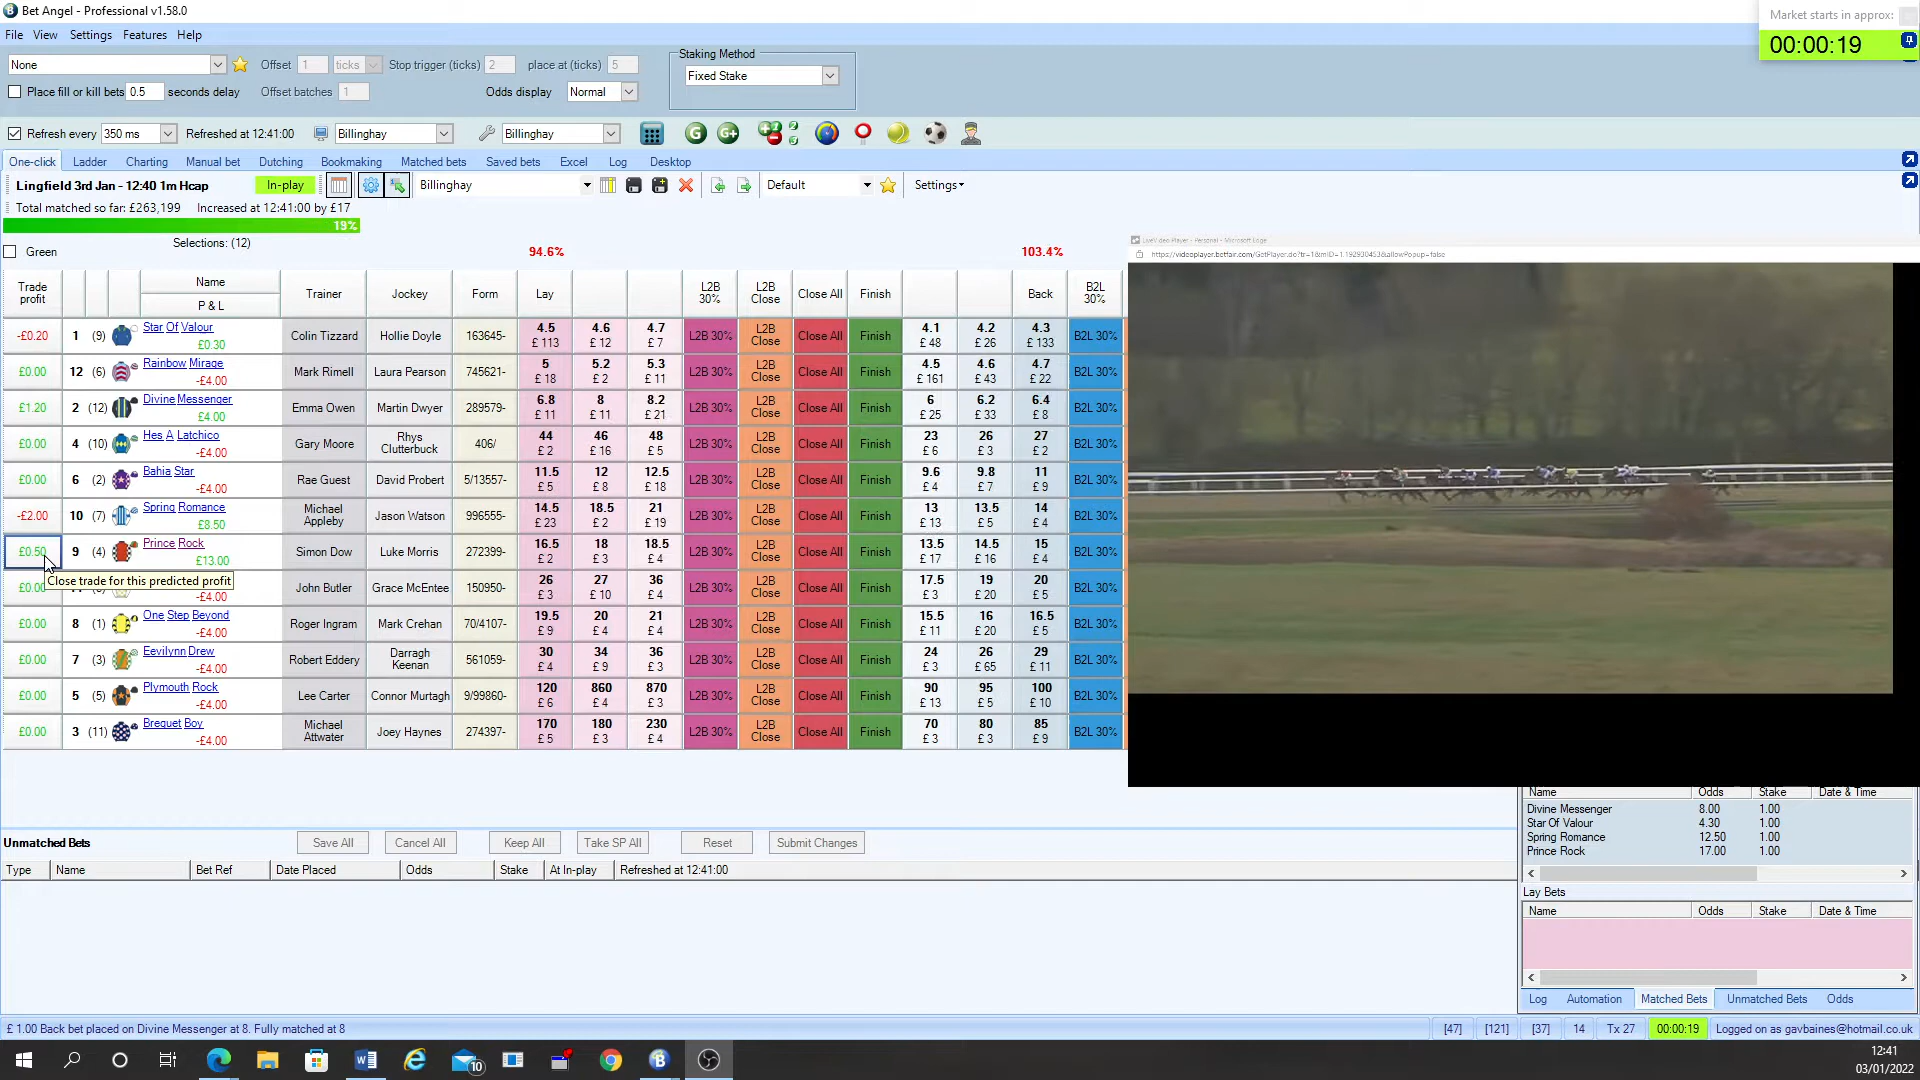 Bet Angel - Professional v1.58.0
File View Settings Features Help
Market starts in approx:
00:00:19
None Offset 1 ticks Stop trigger (ticks) 2 place at (ticks) 5
Staking Method
Fixed Stake
Place fill or kill bets 0.5 seconds delay Offset batches 1 Odds display Normal
Refresh every 350 ms Refreshed at 12:41:00 Billinghay Billinghay G G+
One-click Ladder Charting Manual bet Dutching Bookmaking Matched bets Saved bets Excel Log Desktop
Lingfield 3rd Jan - 12:40 1m Hcap In-play Billinghay Default Settings
Total matched so far: £263,199 Increased at 12:41:00 by £17
19%
Selections: (12)
Green 94.6% 103.4%
Trade profit Name P & L Trainer Jockey Form Lay L2B 30% L2B Close Close All Finish Back B2L 30%
-£0.20 1 (9) Star Of Valour £0.30 Colin Tizzard Hollie Doyle 163645- 4.5 £ 113 4.6 £ 12 4.7 £ 7 L2B 30% L2B Close Close All Finish 4.1 £ 48 4.2 £ 26 4.3 £ 133 B2L 30%
£0.00 12 (6) Rainbow Mirage -£4.00 Mark Rimell Laura Pearson 745621- 5 £ 18 5.2 £ 2 5.3 £ 11 L2B 30% L2B Close Close All Finish 4.5 £ 161 4.6 £ 43 4.7 £ 22 B2L 30%
£1.20 2 (12) Divine Messenger £4.00 Emma Owen Martin Dwyer 289579- 6.8 £ 11 8 £ 11 8.2 £ 21 L2B 30% L2B Close Close All Finish 6 £ 25 6.2 £ 33 6.4 £ 8 B2L 30%
£0.00 4 (10) Hes A Latchico -£4.00 Gary Moore Rhys Clutterbuck 406/ 44 £ 2 46 £ 16 48 £ 5 L2B 30% L2B Close Close All Finish 23 £ 6 26 £ 3 27 £ 2 B2L 30%
£0.00 6 (2) Bahia Star -£4.00 Rae Guest David Probert 5/13557- 11.5 £ 5 12 £ 8 12.5 £ 18 L2B 30% L2B Close Close All Finish 9.6 £ 4 9.8 £ 7 11 £ 9 B2L 30%
-£2.00 10 (7) Spring Romance £8.50 Michael Appleby Jason Watson 996555- 14.5 £ 23 18.5 £ 2 21 £ 19 L2B 30% L2B Close Close All Finish 13 £ 13 13.5 £ 5 14 £ 4 B2L 30%
£0.50 9 (4) Prince Rock £13.00 Simon Dow Luke Morris 272399- 16.5 £ 2 18 £ 3 18.5 £ 4 L2B 30% L2B Close Close All Finish 13.5 £ 17 14.5 £ 16 15 £ 4 B2L 30%
Close trade for this predicted profit
£0.00 -£4.00 John Butler Grace McEntee 150950- 26 £ 3 27 £ 10 36 £ 4 L2B 30% L2B Close Close All Finish 17.5 £ 3 19 £ 20 20 £ 5 B2L 30%
£0.00 8 (1) One Step Beyond -£4.00 Roger Ingram Mark Crehan 70/4107- 19.5 £ 9 20 £ 4 21 £ 4 L2B 30% L2B Close Close All Finish 15.5 £ 11 16 £ 20 16.5 £ 5 B2L 30%
£0.00 7 (3) Eevilynn Drew -£4.00 Robert Eddery Darragh Keenan 561059- 30 £ 4 34 £ 9 36 £ 3 L2B 30% L2B Close Close All Finish 24 £ 3 26 £ 65 29 £ 11 B2L 30%
£0.00 5 (5) Plymouth Rock -£4.00 Lee Carter Connor Murtagh 9/99860- 120 £ 6 860 £ 4 870 £ 3 L2B 30% L2B Close Close All Finish 90 £ 13 95 £ 5 100 £ 10 B2L 30%
£0.00 3 (11) Breguet Boy -£4.00 Michael Attwater Joey Haynes 274397- 170 £ 5 180 £ 3 230 £ 4 L2B 30% L2B Close Close All Finish 70 £ 3 80 £ 3 85 £ 9 B2L 30%
Live Video Player - Personal - Microsoft Edge
Name Odds Stake Date & Time
Divine Messenger 8.00 1.00
Star Of Valour 4.30 1.00
Spring Romance 12.50 1.00
Prince Rock 17.00 1.00
Unmatched Bets Save All Cancel All Keep All Take SP All Reset Submit Changes
Type Name Bet Ref Date Placed Odds Stake At In-play Refreshed at 12:41:00
Lay Bets
Name Odds Stake Date & Time
Log Automation Matched Bets Unmatched Bets Odds
£ 1.00 Back bet placed on Divine Messenger at 8. Fully matched at 8 [47] [121] [37] 14 Tx 27 00:00:19 Logged on as gavbaines@hotmail.co.uk
10
12:41
03/01/2022